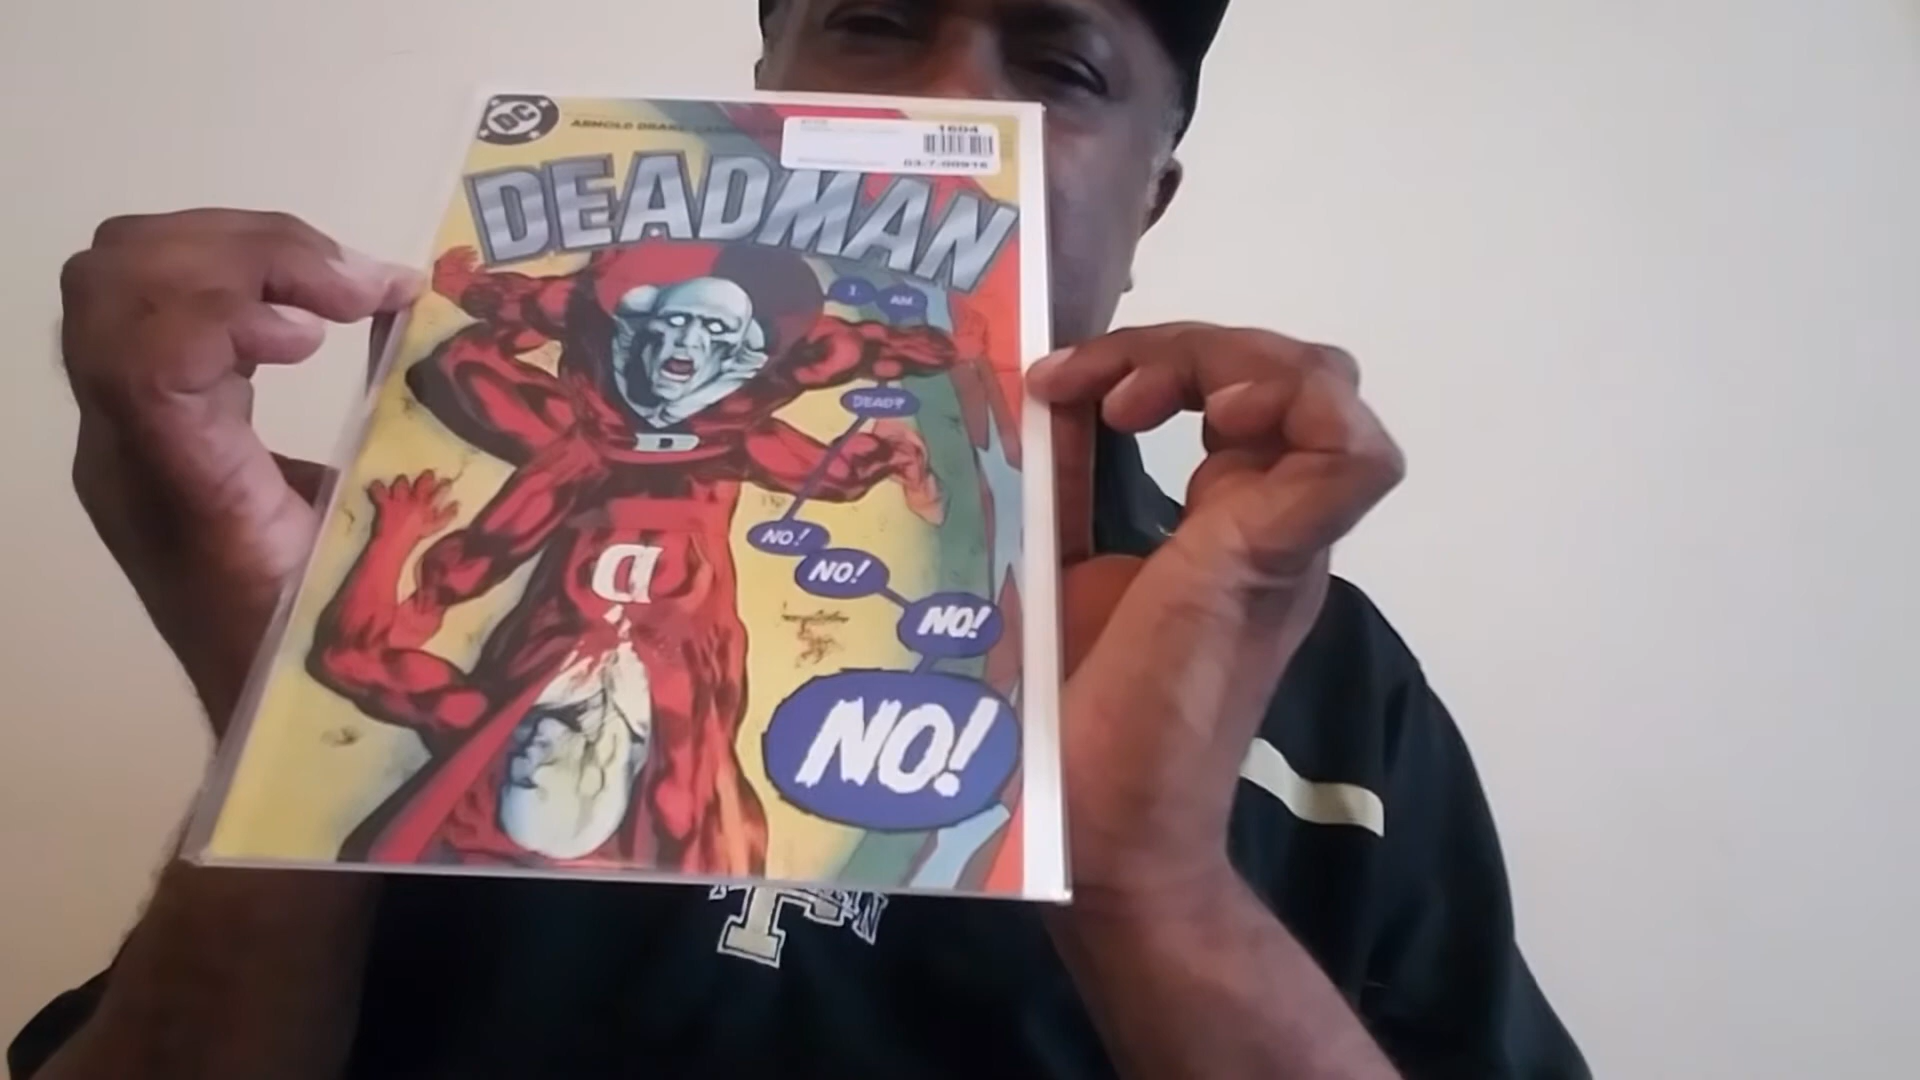 DC
ARNOLD DRAKE
1604
03-7-00916
DEADMAN
I
AM
DEAD?
D
NO!
NO!
NO!
NO!
D